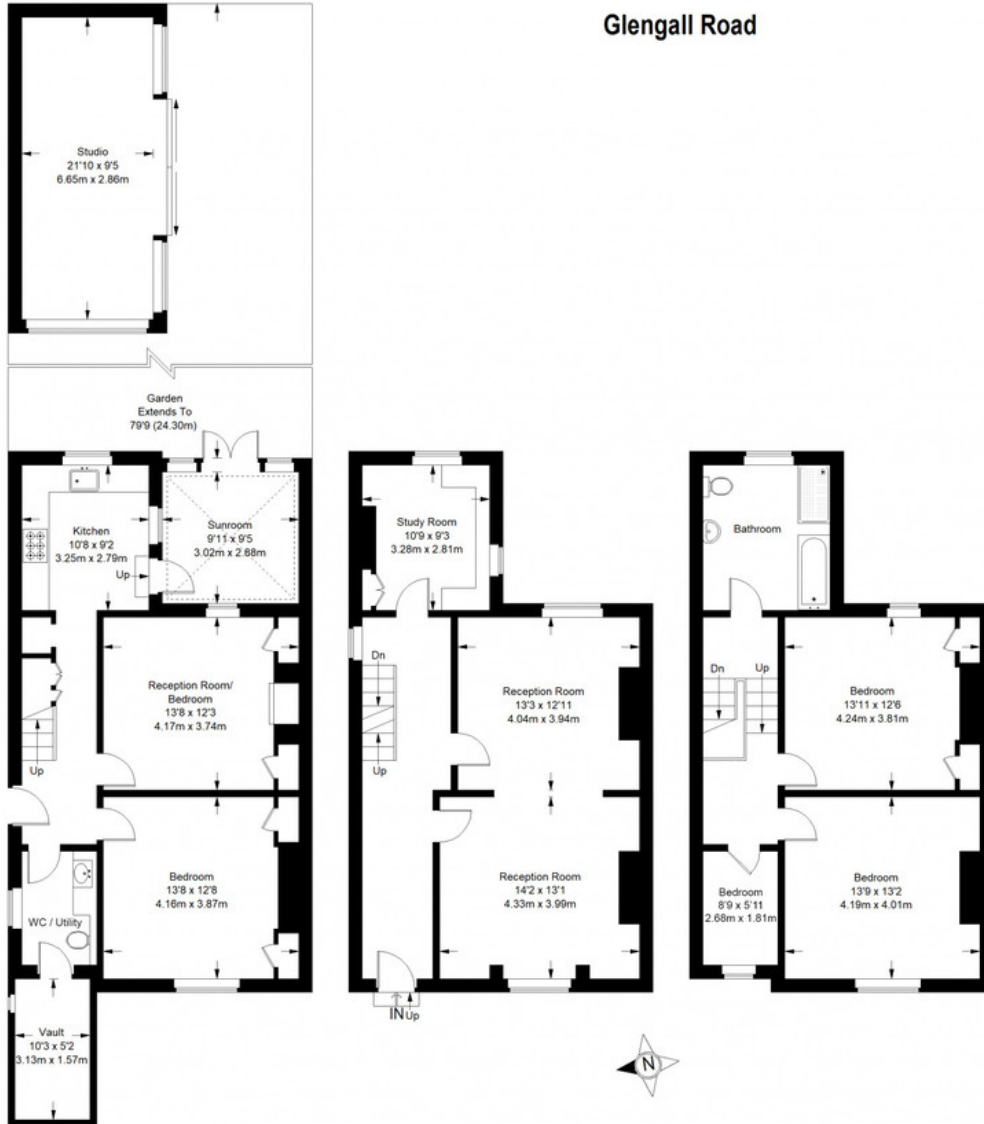 Glengall Road
Studio
21'10 x 9'5
6.65m x 2.86m
Garden
Extends To
79'9 (24.30m)
Kitchen
10'8 x 9'2
3.25m x 2.79m
Up
Sunroom
9'11 x 9'5
3.02m x 2.88m
Reception Room/
Bedroom
13'8 x 12'3
4.17m x 3.74m
Up
Bedroom
13'8 x 12'8
4.16m x 3.87m
WC / Utility
Vault
10'3 x 5'2
3.13m x 1.57m
Study Room
10'9 x 9'3
3.28m x 2.81m
Dn
Up
Reception Room
13'3 x 12'11
4.04m x 3.94m
Reception Room
14'2 x 13'1
4.33m x 3.99m
IN Up
Bathroom
Dn
Up
Bedroom
13'11 x 12'6
4.24m x 3.81m
Bedroom
8'9 x 5'11
2.68m x 1.81m
Bedroom
13'9 x 13'2
4.19m x 4.01m
N